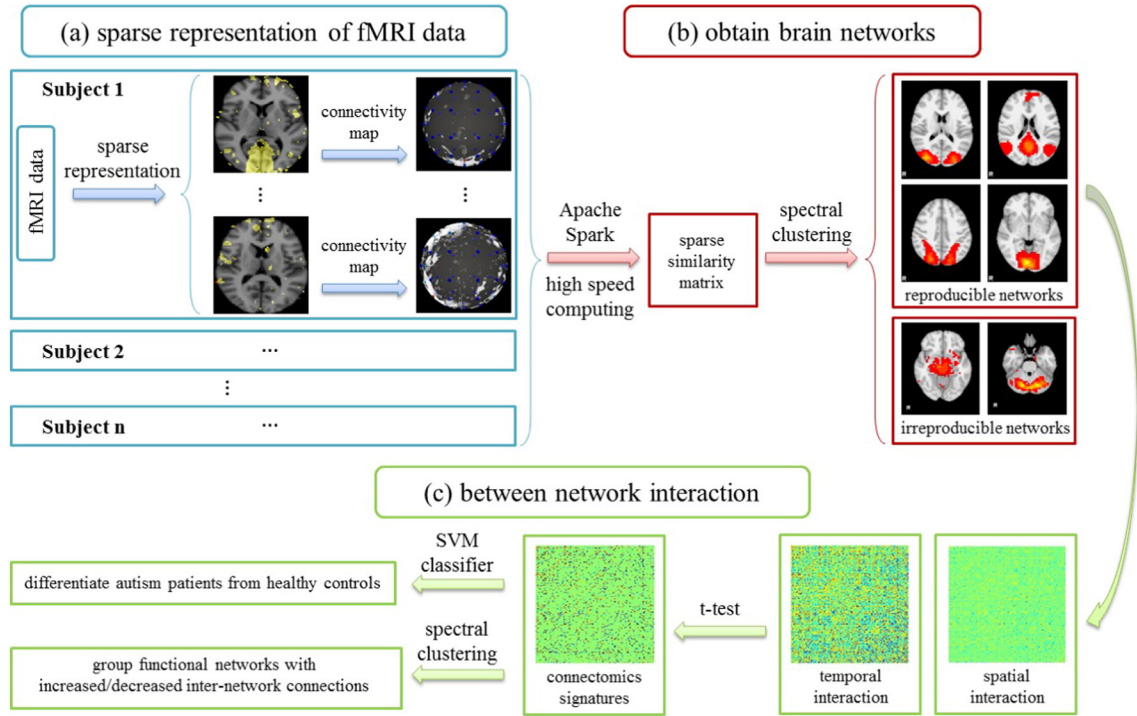 (a) sparse representation of fMRI data
(b) obtain brain networks
Subject 1
fMRI data
sparse
representation
connectivity
map
...
...
connectivity
map
Subject 2
...
...
Subject n
...
Apache
Spark
high speed
computing
sparse
similarity
matrix
spectral
clustering
R
R
R
R
reproducible networks
R
R
irreproducible networks
(c) between network interaction
SVM
classifier
differentiate autism patients from healthy controls
spectral
clustering
group functional networks with
increased/decreased inter-network connections
connectomics
signatures
t-test
temporal
interaction
spatial
interaction